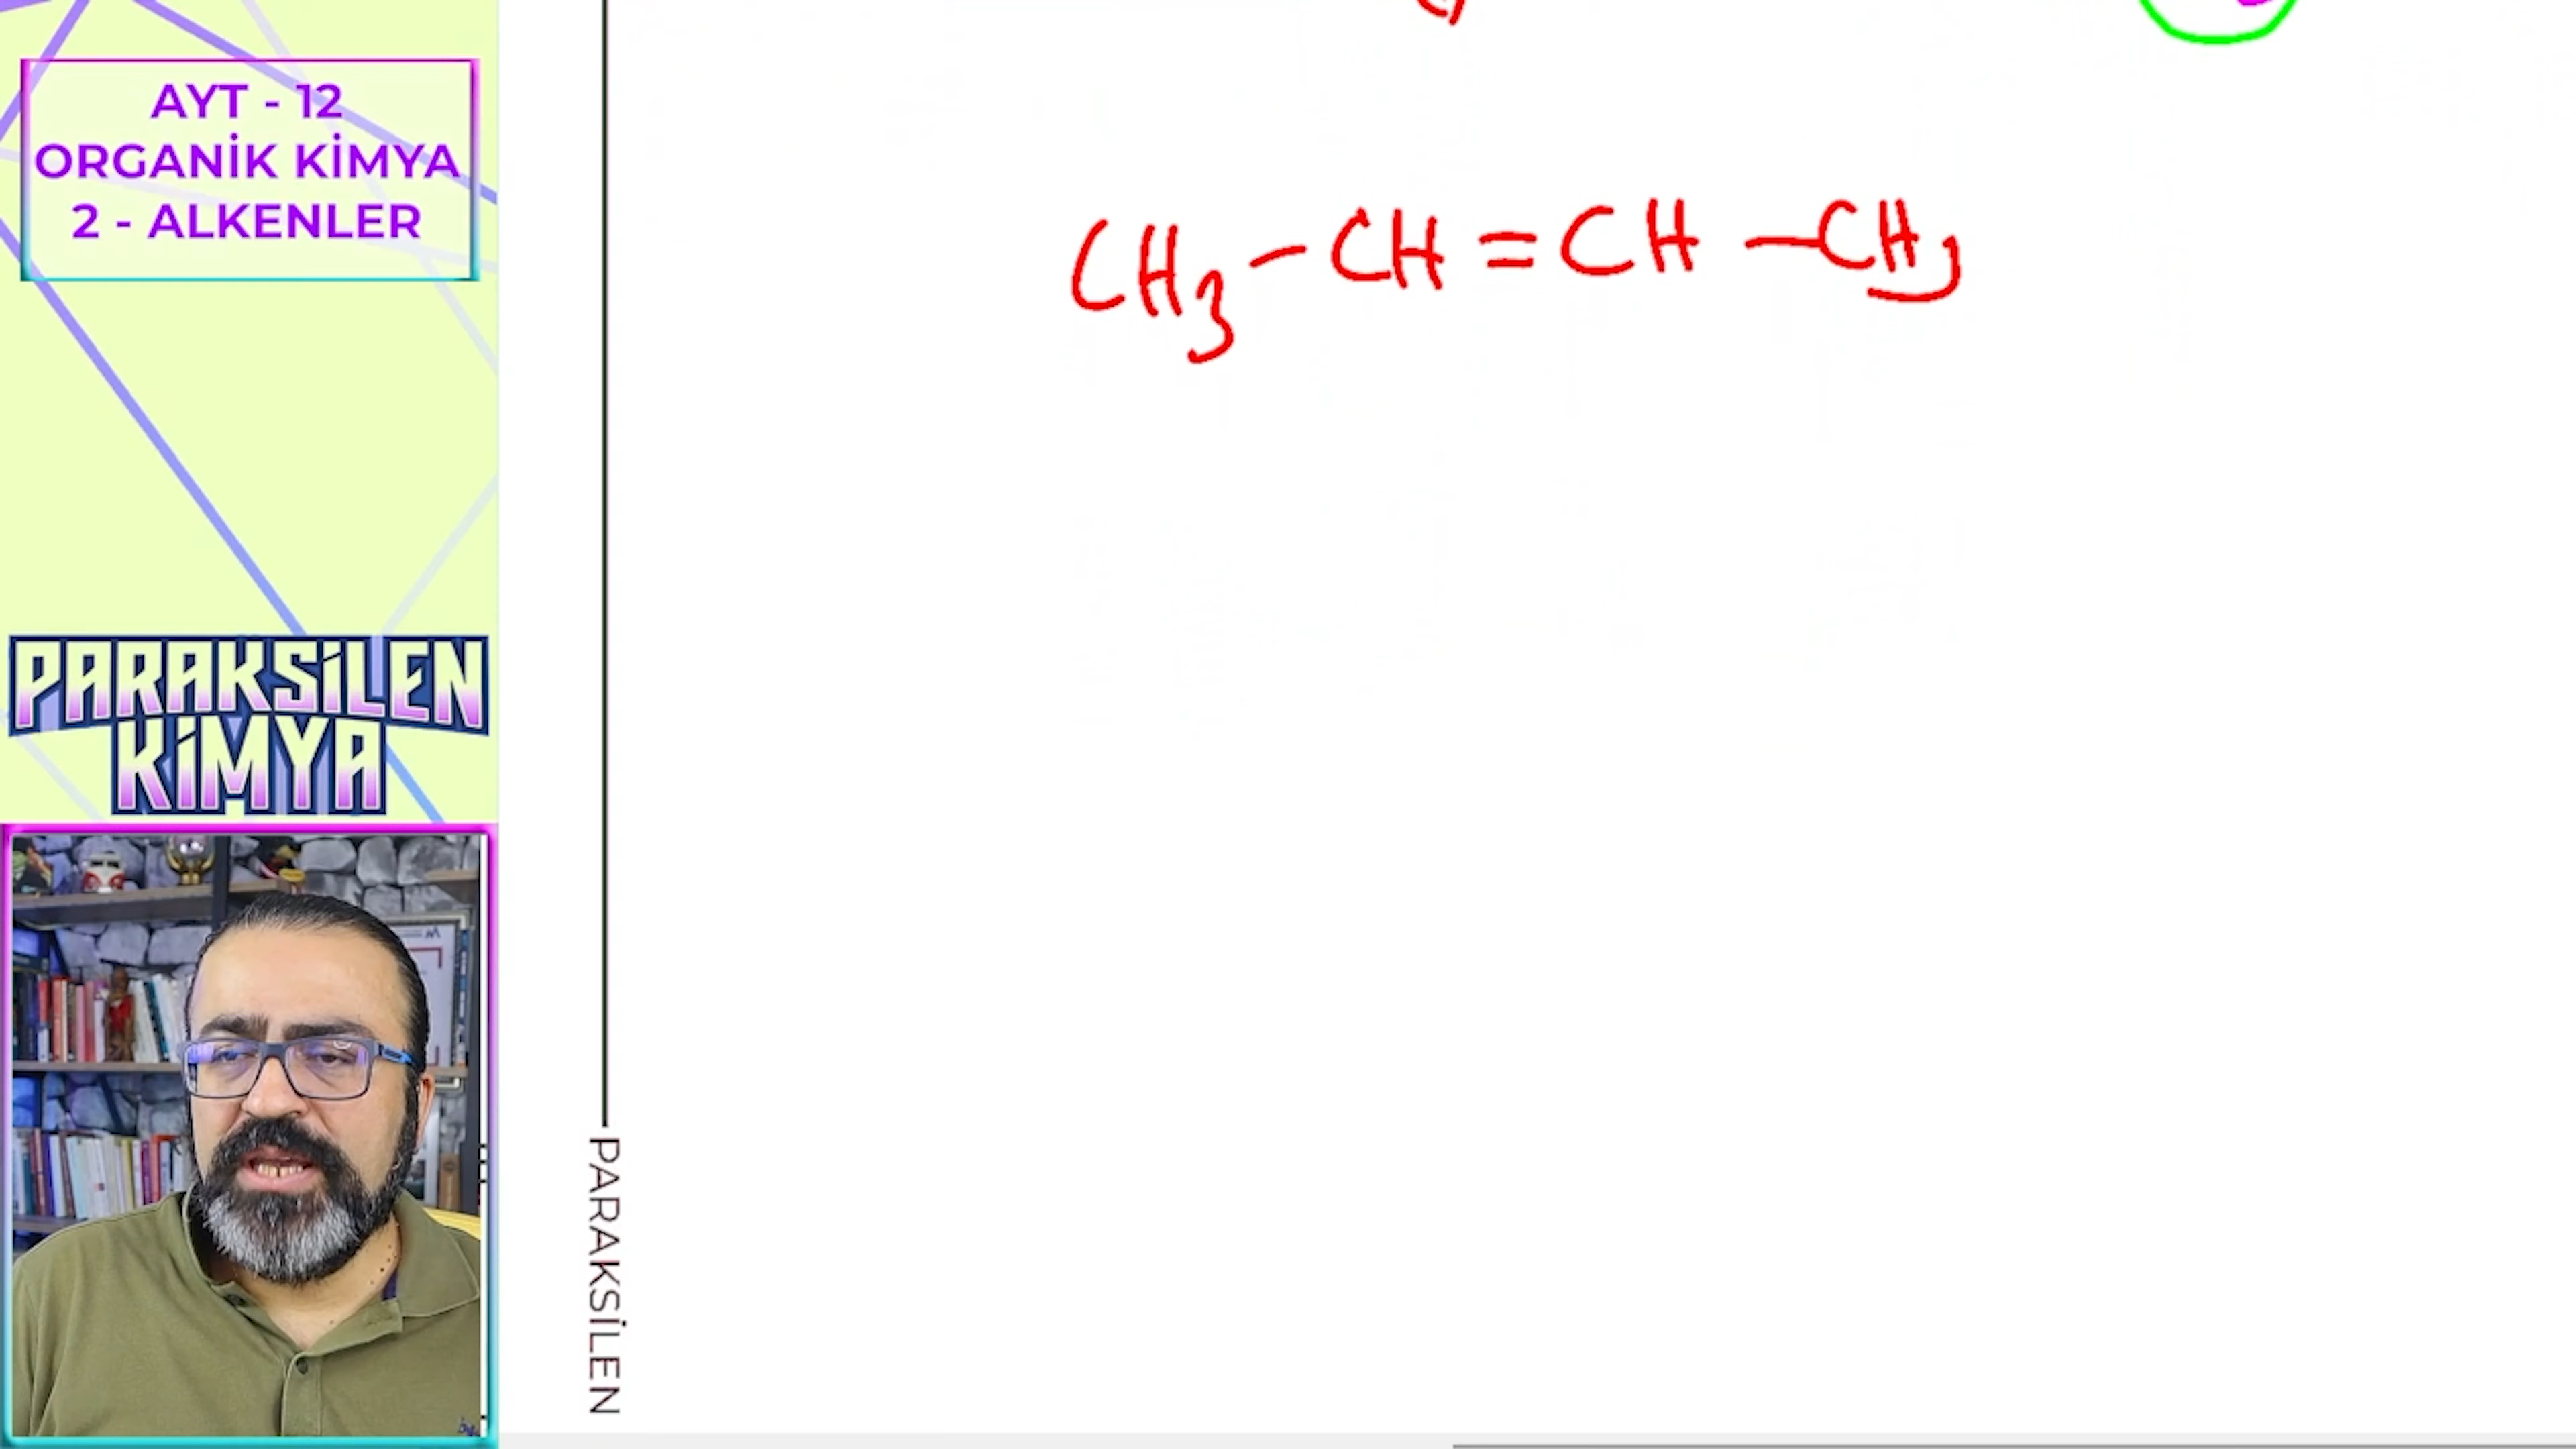 AYT - 12
ORGANİK KİMYA
2 - ALKENLER
CH3 - CH = CH - CH3
PARAKSİLEN
KİMYA
PARAKSİLEN